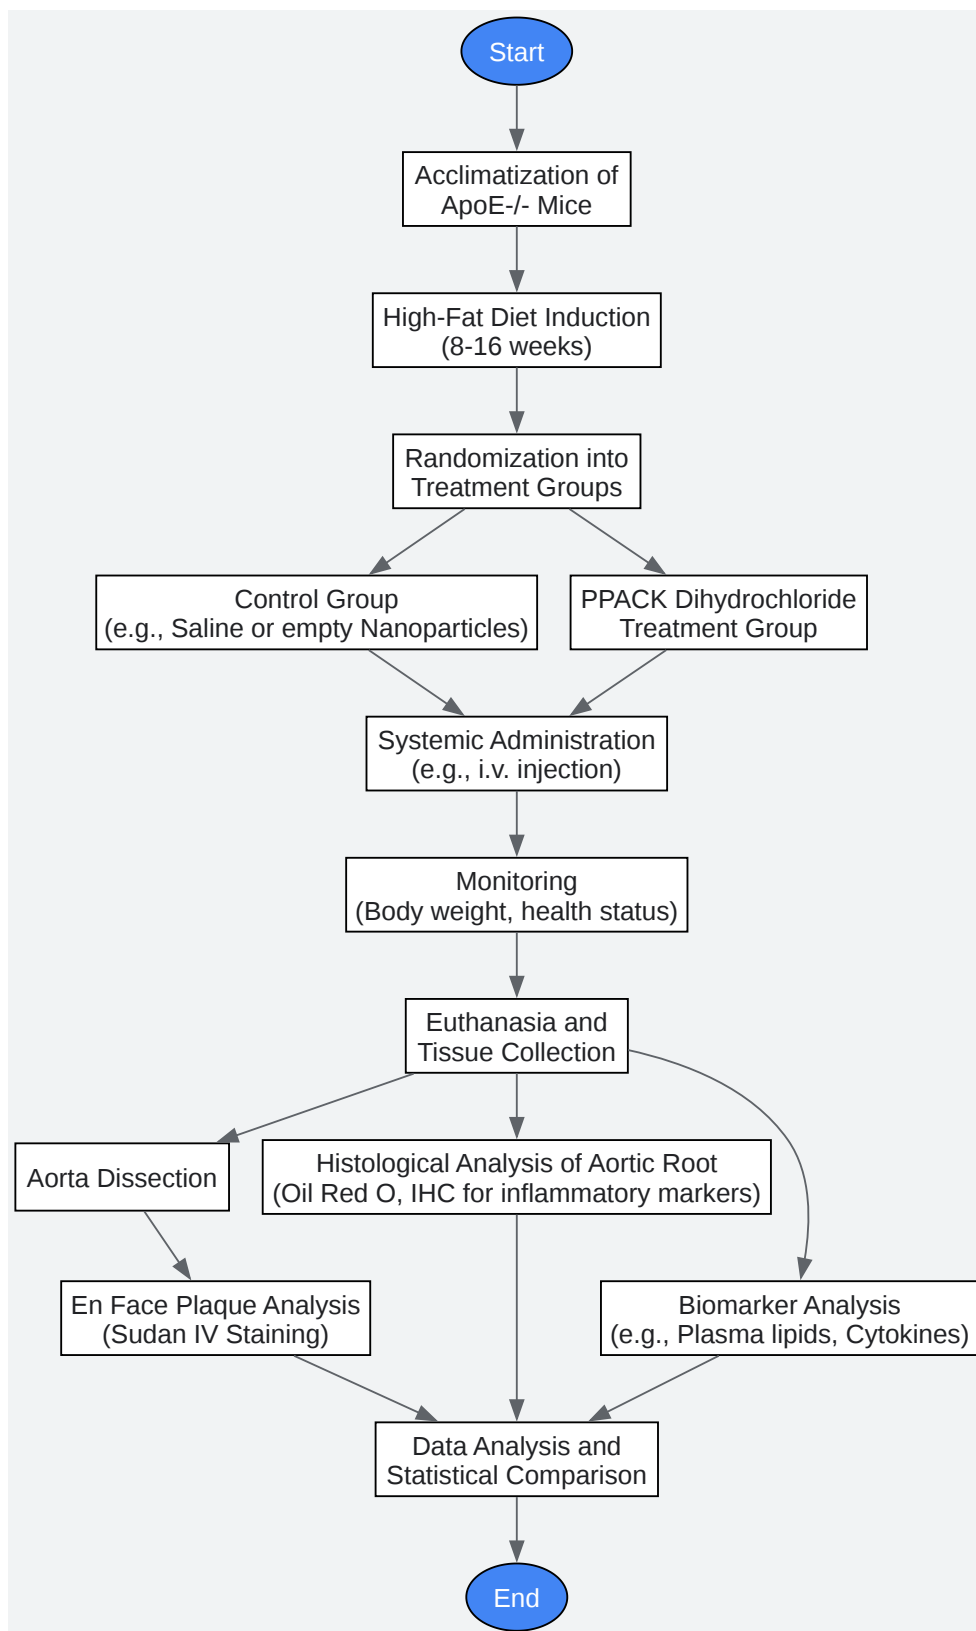 Start
Acclimatization of
ApoE-/- Mice
High-Fat Diet Induction
(8-16 weeks)
Randomization into
Treatment Groups
Control Group
(e.g., Saline or empty Nanoparticles)
PPACK Dihydrochloride
Treatment Group
Systemic Administration
(e.g., i.v. injection)
Monitoring
(Body weight, health status)
Euthanasia and
Tissue Collection
Aorta Dissection
Histological Analysis of Aortic Root
(Oil Red O, IHC for inflammatory markers)
En Face Plaque Analysis
(Sudan IV Staining)
Biomarker Analysis
(e.g., Plasma lipids, Cytokines)
Data Analysis and
Statistical Comparison
End